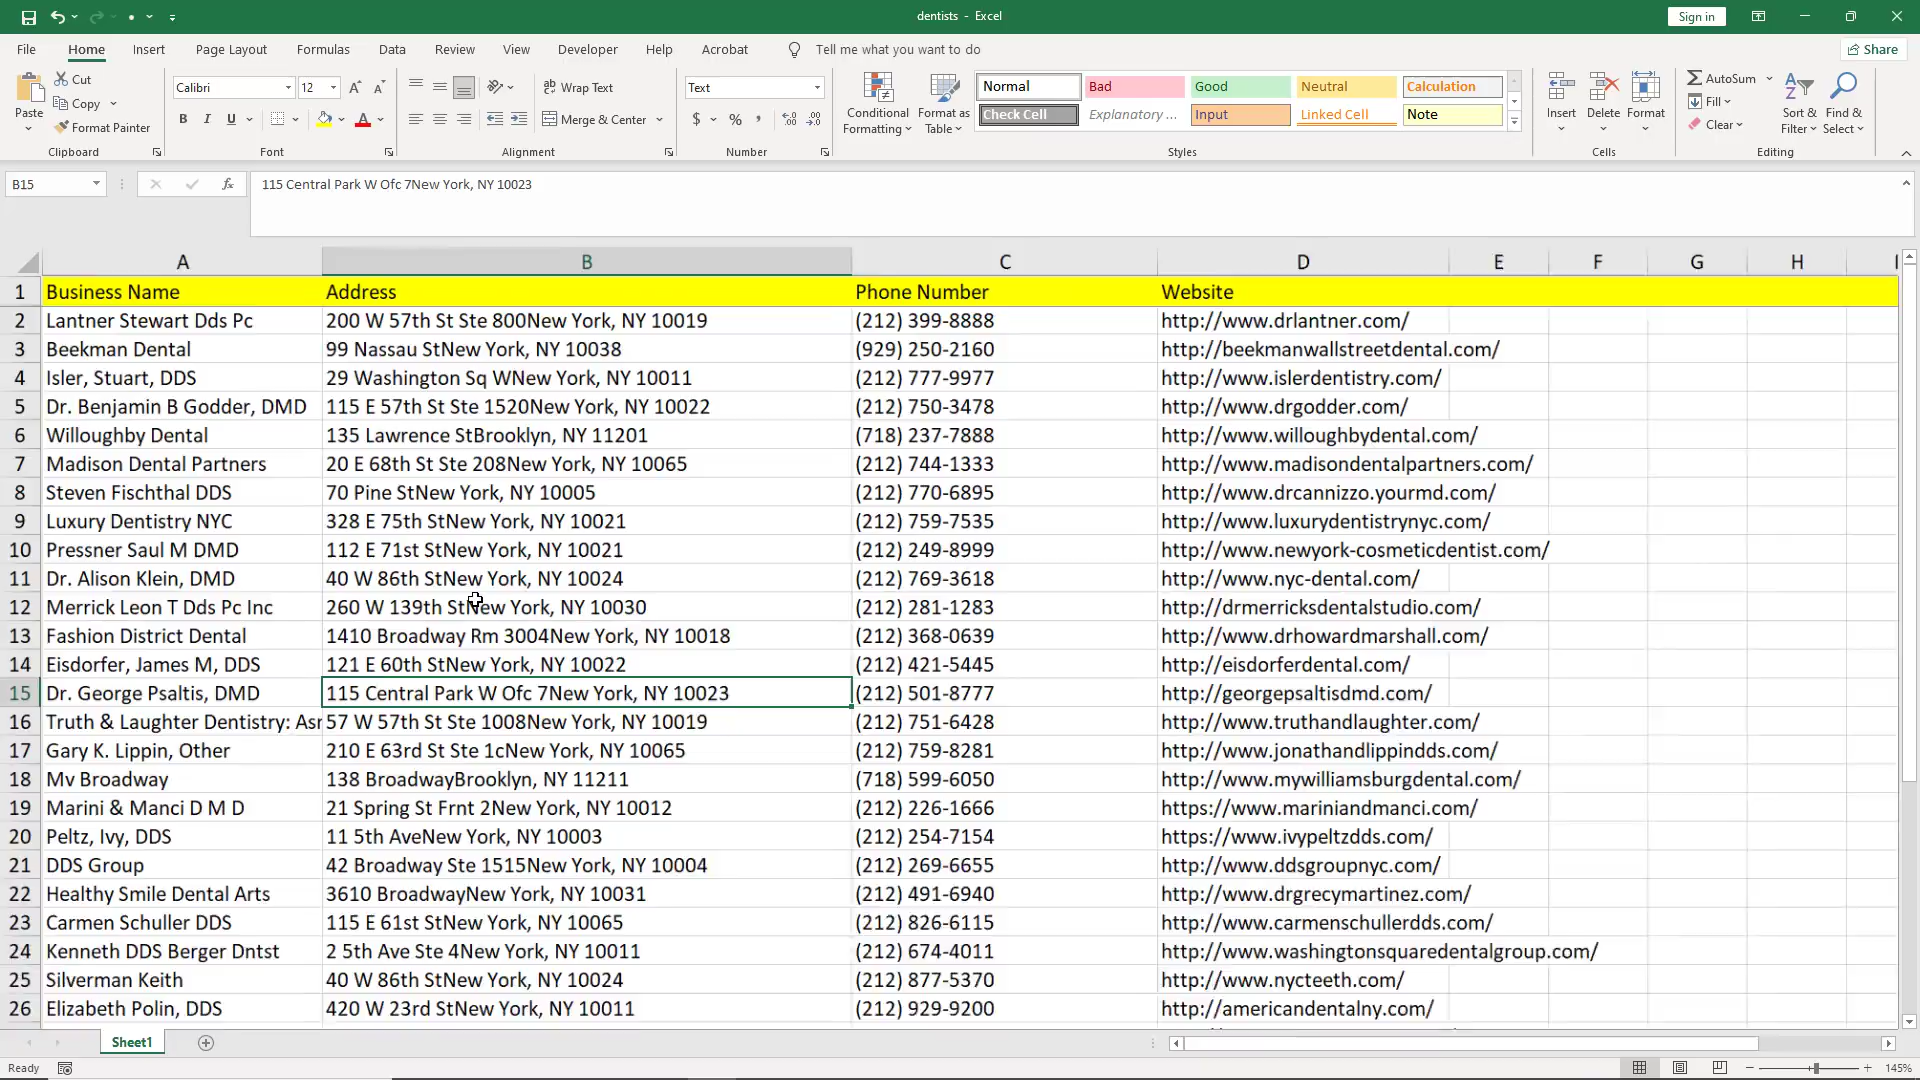 dentists - Excel
Sign in
File Home Insert Page Layout Formulas Data Review View Developer Help Acrobat Tell me what you want to do Share
Paste
Cut
Copy
Format Painter
Clipboard
Calibri 12
B I U
Font
Wrap Text
Merge & Center
Alignment
Text
$ % ,
Number
Conditional Formatting
Format as Table
Normal Bad Good Neutral Calculation
Check Cell Explanatory ... Input Linked Cell Note
Styles
Insert Delete Format
Cells
AutoSum
Fill
Clear
Sort & Filter
Find & Select
Editing
B15 fx 115 Central Park W Ofc 7New York, NY 10023
A B C D E F G H I
1 Business Name Address Phone Number Website
2 Lantner Stewart Dds Pc 200 W 57th St Ste 800New York, NY 10019 (212) 399-8888 http://www.drlantner.com/
3 Beekman Dental 99 Nassau StNew York, NY 10038 (929) 250-2160 http://beekmanwallstreetdental.com/
4 Isler, Stuart, DDS 29 Washington Sq WNew York, NY 10011 (212) 777-9977 http://www.islerdentistry.com/
5 Dr. Benjamin B Godder, DMD 115 E 57th St Ste 1520New York, NY 10022 (212) 750-3478 http://www.drgodder.com/
6 Willoughby Dental 135 Lawrence StBrooklyn, NY 11201 (718) 237-7888 http://www.willoughbydental.com/
7 Madison Dental Partners 20 E 68th St Ste 208New York, NY 10065 (212) 744-1333 http://www.madisondentalpartners.com/
8 Steven Fischthal DDS 70 Pine StNew York, NY 10005 (212) 770-6895 http://www.drcannizzo.yourmd.com/
9 Luxury Dentistry NYC 328 E 75th StNew York, NY 10021 (212) 759-7535 http://www.luxurydentistrynyc.com/
10 Pressner Saul M DMD 112 E 71st StNew York, NY 10021 (212) 249-8999 http://www.newyork-cosmeticdentist.com/
11 Dr. Alison Klein, DMD 40 W 86th StNew York, NY 10024 (212) 769-3618 http://www.nyc-dental.com/
12 Merrick Leon T Dds Pc Inc 260 W 139th StNew York, NY 10030 (212) 281-1283 http://drmerricksdentalstudio.com/
13 Fashion District Dental 1410 Broadway Rm 3004New York, NY 10018 (212) 368-0639 http://www.drhowardmarshall.com/
14 Eisdorfer, James M, DDS 121 E 60th StNew York, NY 10022 (212) 421-5445 http://eisdorferdental.com/
15 Dr. George Psaltis, DMD 115 Central Park W Ofc 7New York, NY 10023 (212) 501-8777 http://georgepsaltisdmd.com/
16 Truth & Laughter Dentistry: Asr 57 W 57th St Ste 1008New York, NY 10019 (212) 751-6428 http://www.truthandlaughter.com/
17 Gary K. Lippin, Other 210 E 63rd St Ste 1cNew York, NY 10065 (212) 759-8281 http://www.jonathandlippindds.com/
18 Mv Broadway 138 BroadwayBrooklyn, NY 11211 (718) 599-6050 http://www.mywilliamsburgdental.com/
19 Marini & Manci D M D 21 Spring St Frnt 2New York, NY 10012 (212) 226-1666 https://www.mariniandmanci.com/
20 Peltz, Ivy, DDS 11 5th AveNew York, NY 10003 (212) 254-7154 https://www.ivypeltzdds.com/
21 DDS Group 42 Broadway Ste 1515New York, NY 10004 (212) 269-6655 http://www.ddsgroupnyc.com/
22 Healthy Smile Dental Arts 3610 BroadwayNew York, NY 10031 (212) 491-6940 http://www.drgrecymartinez.com/
23 Carmen Schuller DDS 115 E 61st StNew York, NY 10065 (212) 826-6115 http://www.carmenschullerdds.com/
24 Kenneth DDS Berger Dntst 2 5th Ave Ste 4New York, NY 10011 (212) 674-4011 http://www.washingtonsquaredentalgroup.com/
25 Silverman Keith 40 W 86th StNew York, NY 10024 (212) 877-5370 http://www.nycteeth.com/
26 Elizabeth Polin, DDS 420 W 23rd StNew York, NY 10011 (212) 929-9200 http://americandentalny.com/
Sheet1
Ready 145%